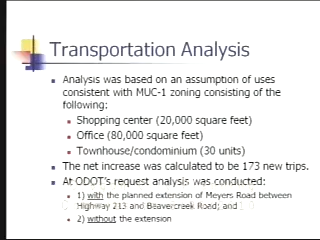 Transportation Analysis
Analysis was based on an assumption of uses
consistent with MUC-1 zoning consisting of the
following:
Shopping center (20,000 square feet)
Office (80,000 square feet)
Townhouse/condominium (30 units)
The net increase was calculated to be 173 new trips.
At ODOT's request analysis was conducted:
1) with the planned extension of Meyers Road between
Highway 213 and Beavercreek Road; and
2) without the extension